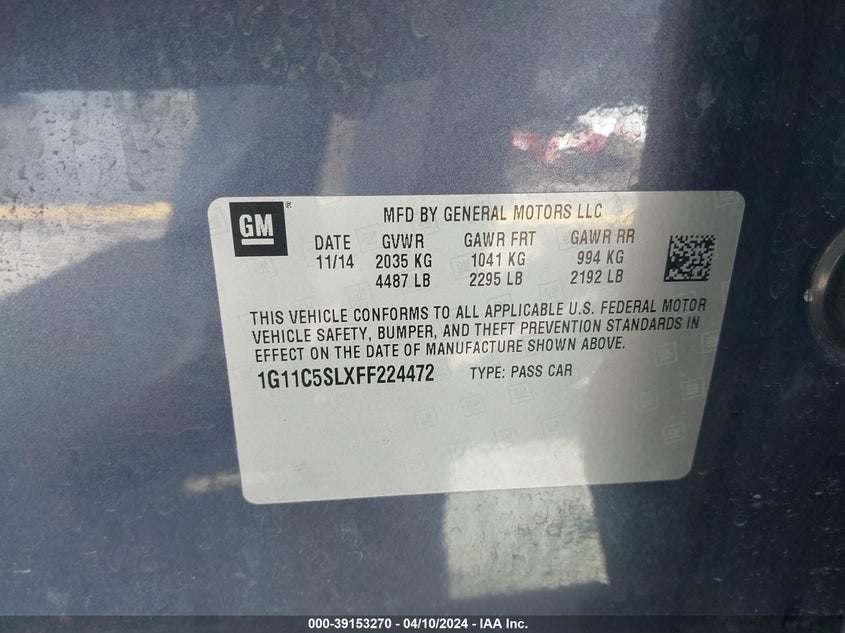 GM ® MFD BY GENERAL MOTORS LLC
DATE GVWR GAWR FRT GAWR RR
11/14 2035 KG 1041 KG 994 KG
4487 LB 2295 LB 2192 LB
THIS VEHICLE CONFORMS TO ALL APPLICABLE U.S. FEDERAL MOTOR
VEHICLE SAFETY, BUMPER, AND THEFT PREVENTION STANDARDS IN
EFFECT ON THE DATE OF MANUFACTURE SHOWN ABOVE.
1G11C5SLXFF224472 TYPE: PASS CAR
000-39153270 - 04/10/2024 - IAA Inc.